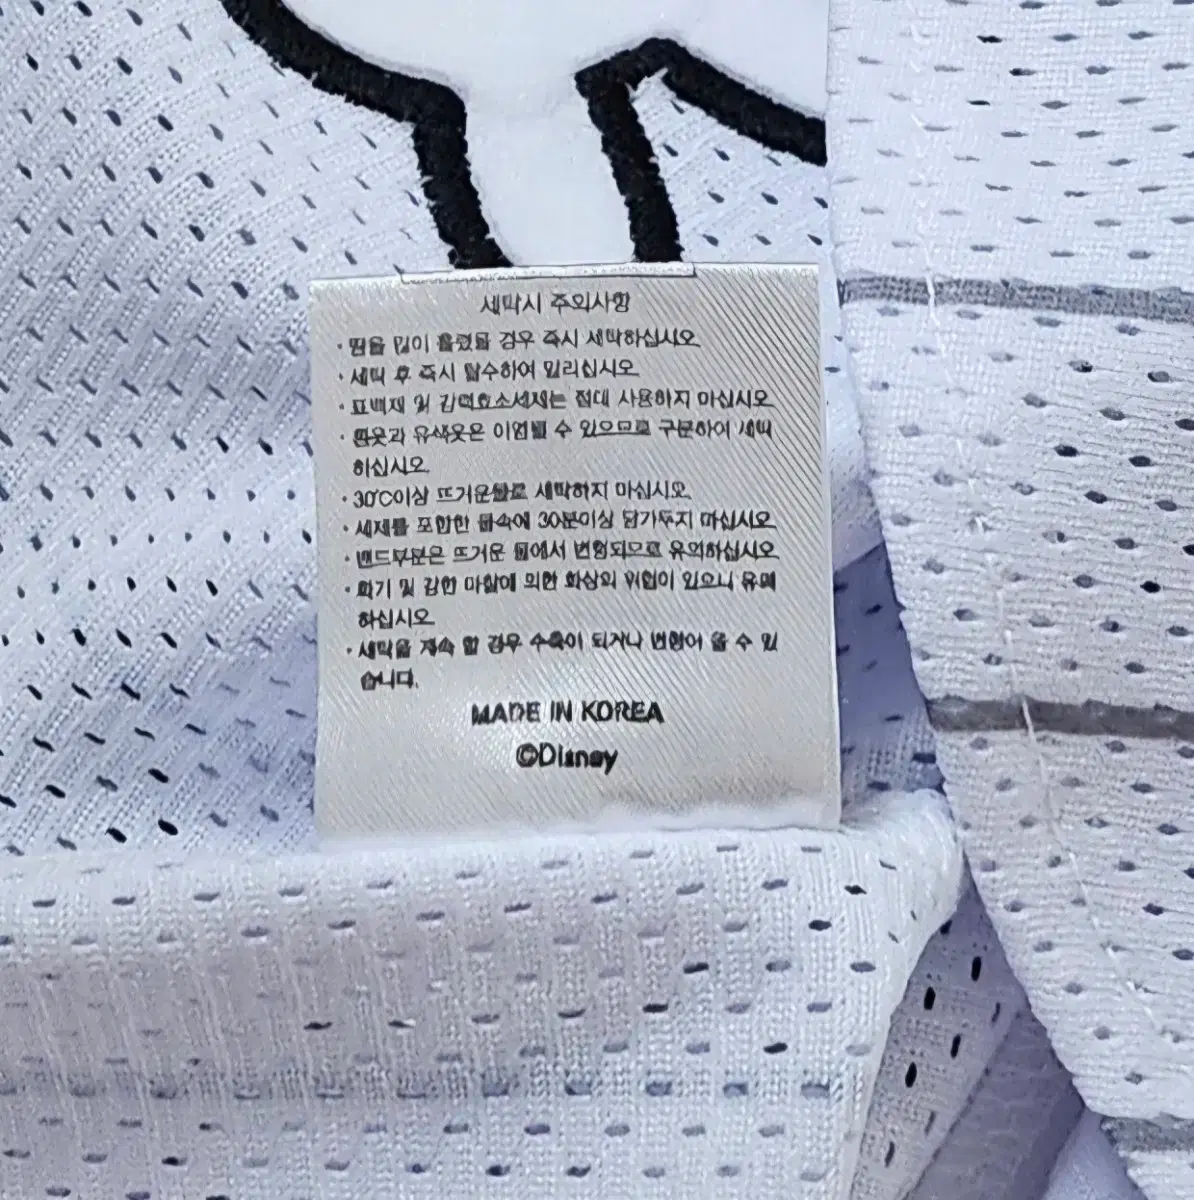 세탁시 주의사항
· 땀을 많이 흘렸을 경우 즉시 세탁하십시오
· 세탁 후 즉시 탈수하여 말리십시오
· 표백제 및 강력효소세제는 절대 사용하지 마십시오
· 흰옷과 유색옷은 이염될 수 있으므로 구분하여 세탁
하십시오
· 30℃이상 뜨거운물로 세탁하지 마십시오
· 세제를 포함한 물속에 30분이상 담가두지 마십시오
· 밴드부분은 뜨거운 물에서 변형되므로 유의하십시오
· 화기 및 강한 마찰에 의한 화상의 위험이 있으니 유의
하십시오
· 세탁을 계속 할 경우 수축이 되거나 변형이 올 수 있
습니다.
MADE IN KOREA
©Disney